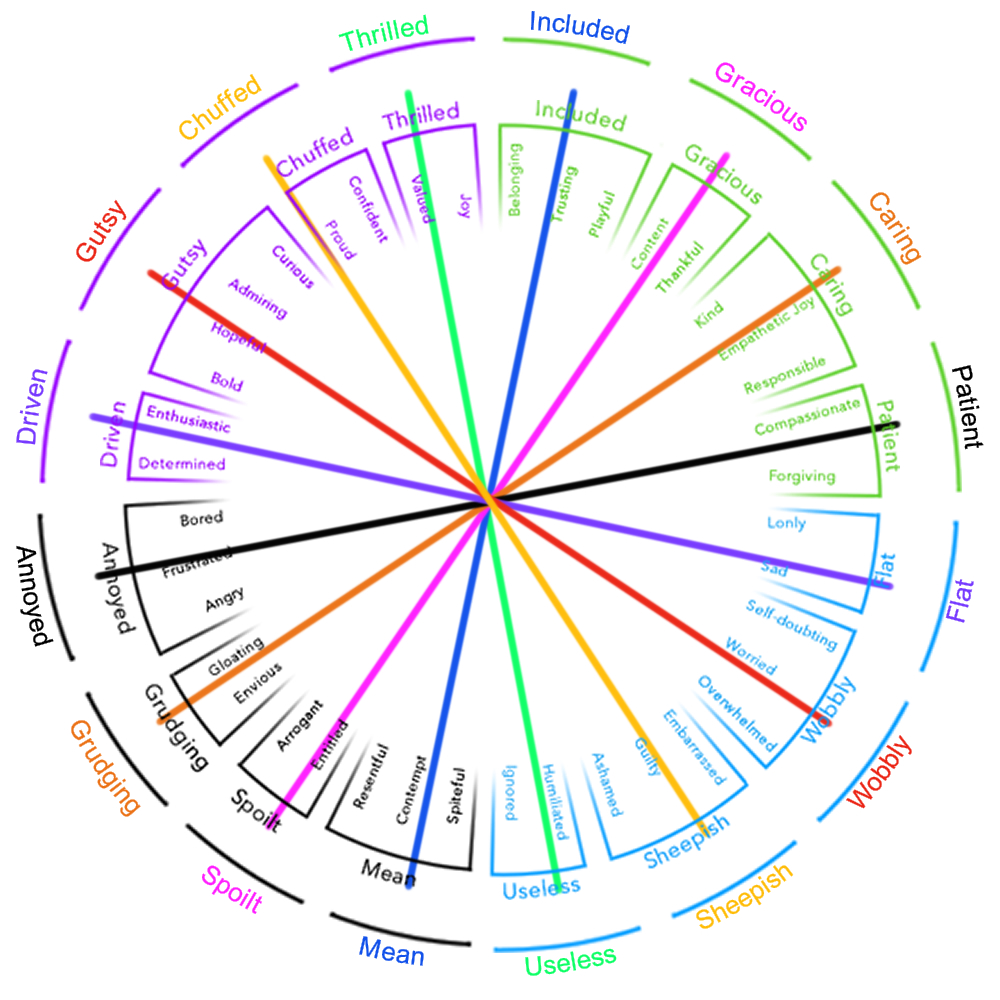 Thrilled
Included
Gracious
Caring
Patient
Flat
Wobbly
Sheepish
Useless
Mean
Spoilt
Grudging
Annoyed
Driven
Gutsy
Chuffed
Thrilled
Valued
Joy
Included
Belonging
Trusting
Playful
Gracious
Content
Thankful
Caring
Kind
Empathetic Joy
Responsible
Patient
Compassionate
Forgiving
Flat
Lonly
Sad
Wobbly
Self-doubting
Worried
Overwhelmed
Sheepish
Embarrassed
Guilty
Ashamed
Useless
Humiliated
Ignored
Mean
Spiteful
Contempt
Resentful
Spoilt
Entitled
Arrogant
Grudging
Envious
Gloating
Annoyed
Angry
Frustrated
Bored
Driven
Determined
Enthusiastic
Gutsy
Bold
Hopeful
Admiring
Curious
Chuffed
Proud
Confident